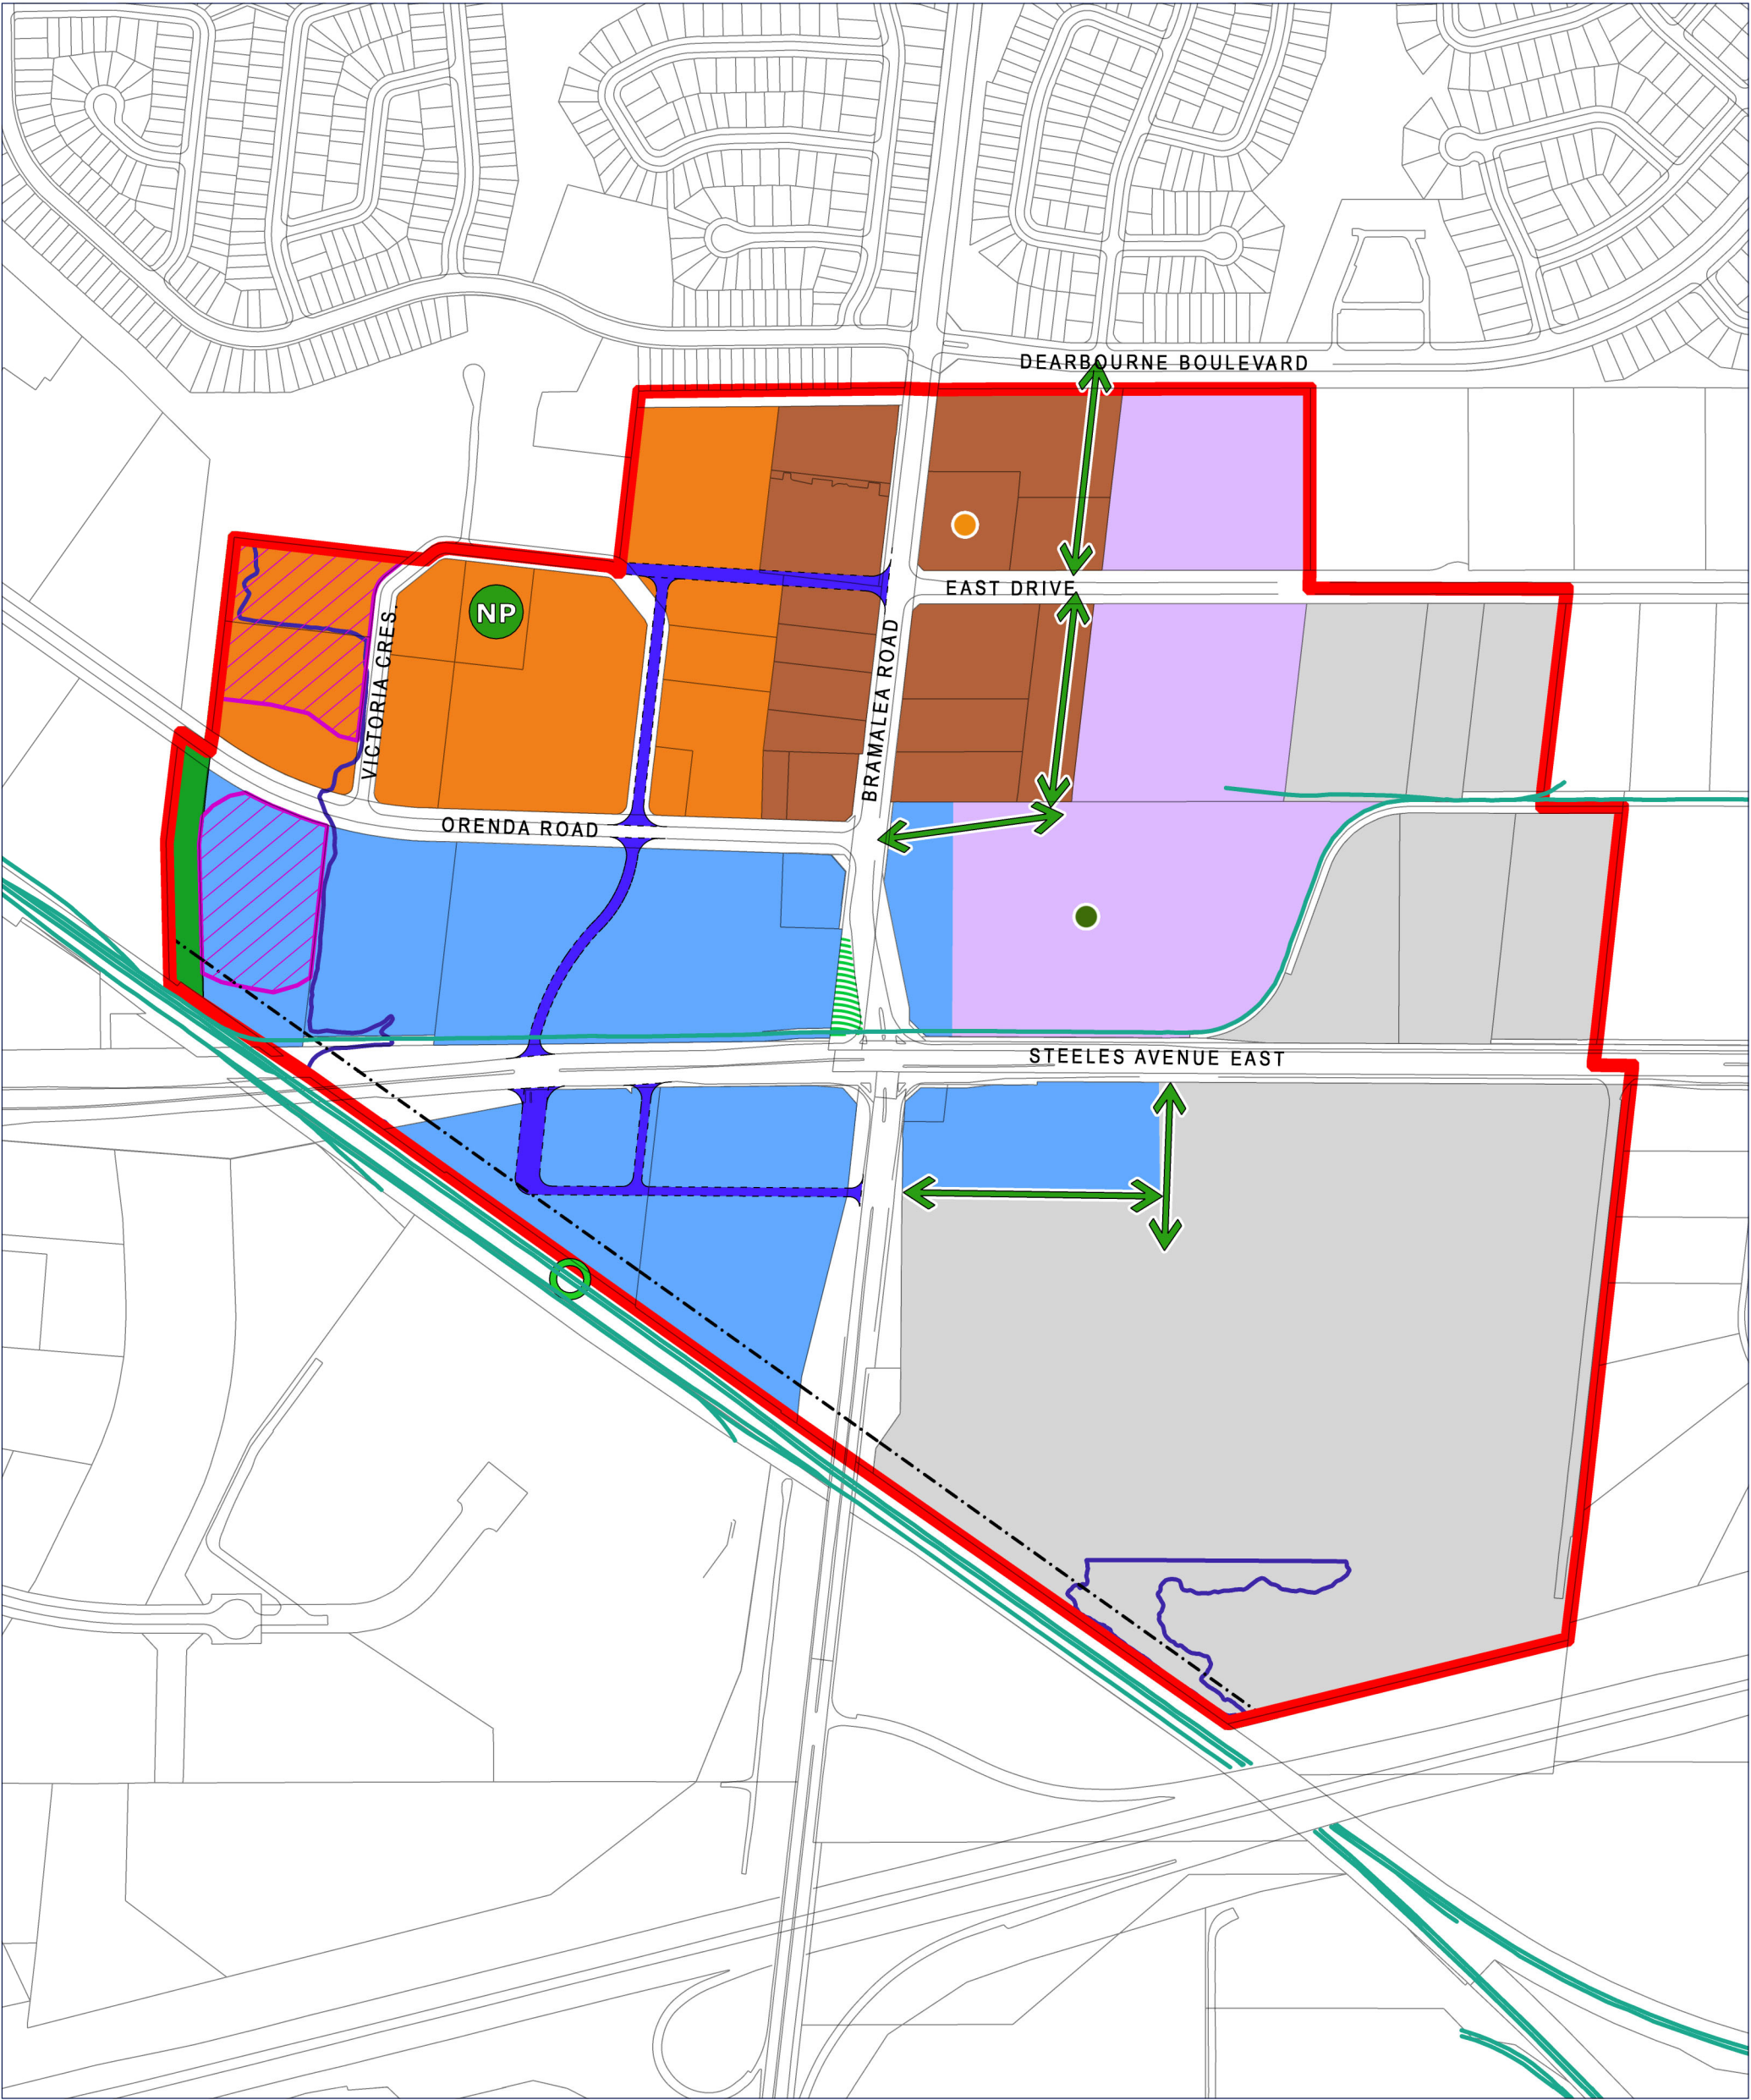 DEARBOURNE BOULEVARD
EAST DRIVE
NP
VICTORIA CRES.
BRAMALEA ROAD
ORENDA ROAD
STEELES AVENUE EAST